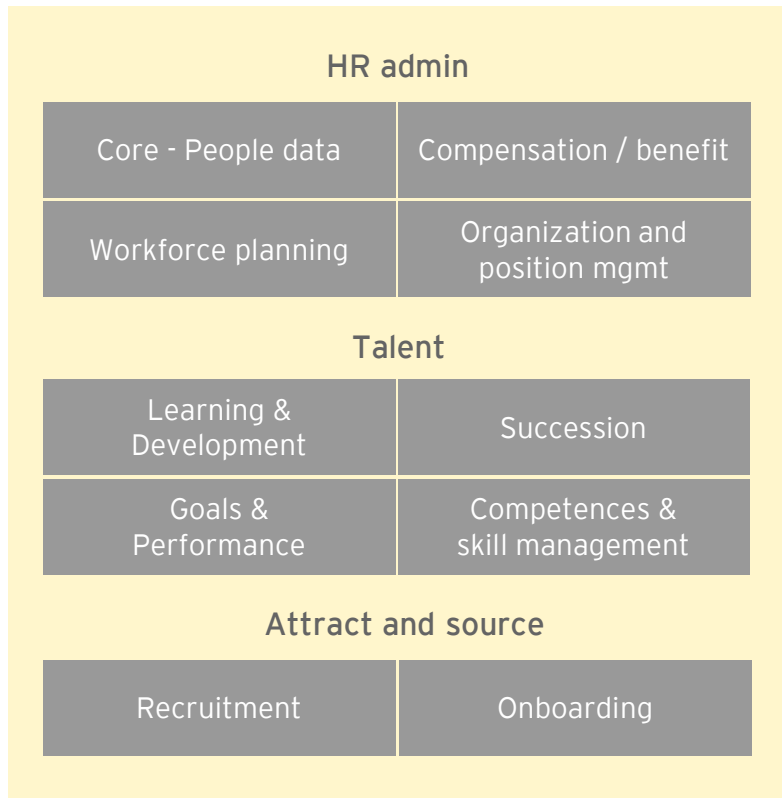 HR admin
Core - People data
Compensation / benefit
Workforce planning
Organization and
position mgmt
Talent
Learning &
Development
Succession
Goals &
Performance
Competences &
skill management
Attract and source
Recruitment
Onboarding